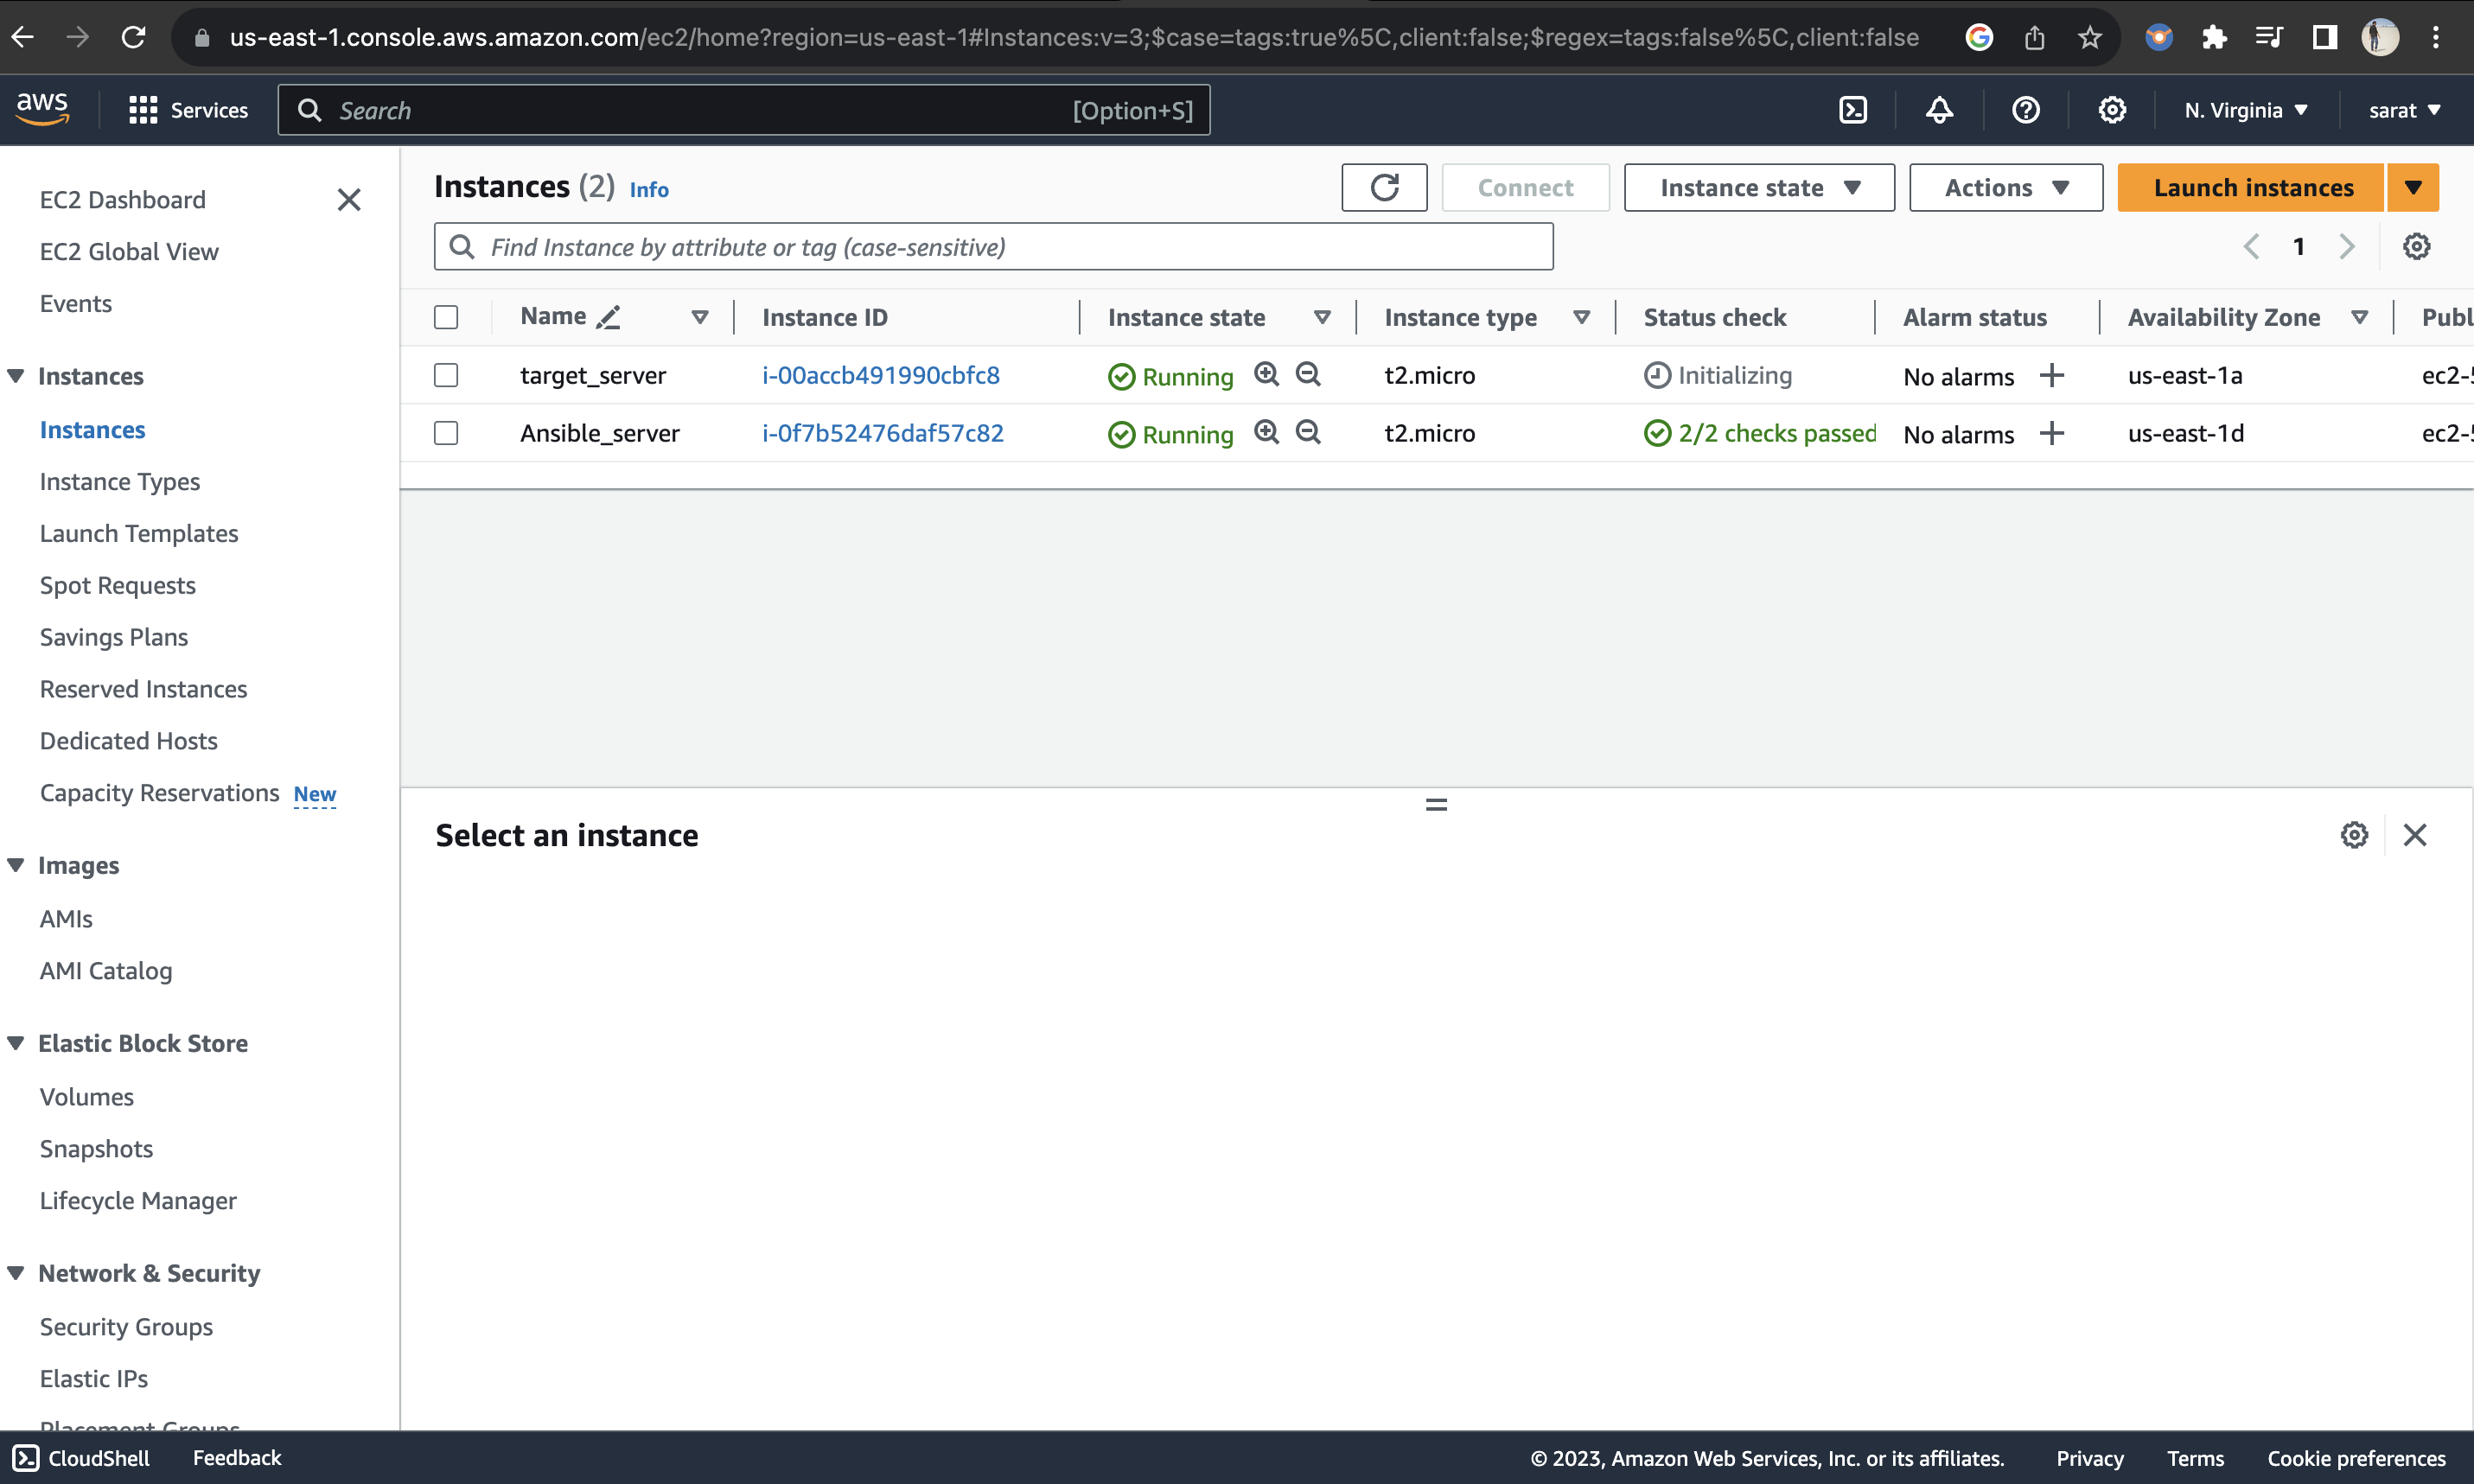 us-east-1.console.aws.amazon.com/ec2/home?region=us-east-1#Instances:v=3;$case=tags:true%5C,client:false;$regex=tags:false%5C,client:false
aws
Services
Search
[Option+S]
N. Virginia
sarat
EC2 Dashboard
EC2 Global View
Events
Instances
Instances
Instance Types
Launch Templates
Spot Requests
Savings Plans
Reserved Instances
Dedicated Hosts
Capacity Reservations New
Images
AMIs
AMI Catalog
Elastic Block Store
Volumes
Snapshots
Lifecycle Manager
Network & Security
Security Groups
Elastic IPs
Placement Groups
Instances (2) Info
Connect
Instance state
Actions
Launch instances
Find Instance by attribute or tag (case-sensitive)
1
Name Instance ID Instance state Instance type Status check Alarm status Availability Zone Publ
target_server i-00accb491990cbfc8 Running t2.micro Initializing No alarms us-east-1a ec2-5
Ansible_server i-0f7b52476daf57c82 Running t2.micro 2/2 checks passed No alarms us-east-1d ec2-5
Select an instance
CloudShell
Feedback
© 2023, Amazon Web Services, Inc. or its affiliates.
Privacy
Terms
Cookie preferences